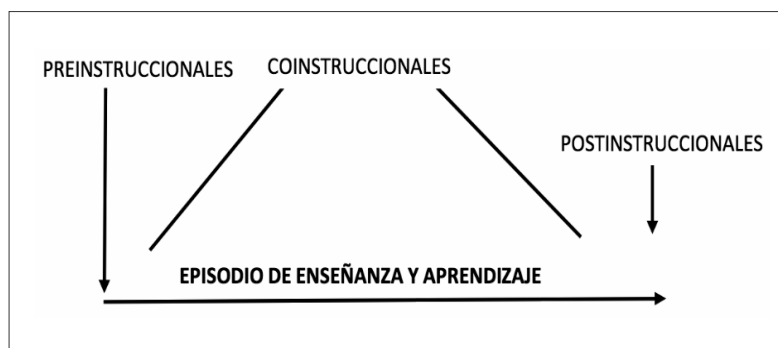 PREINSTRUCCIONALES
COINSTRUCCIONALES
POSTINSTRUCCIONALES
EPISODIO DE ENSEÑANZA Y APRENDIZAJE